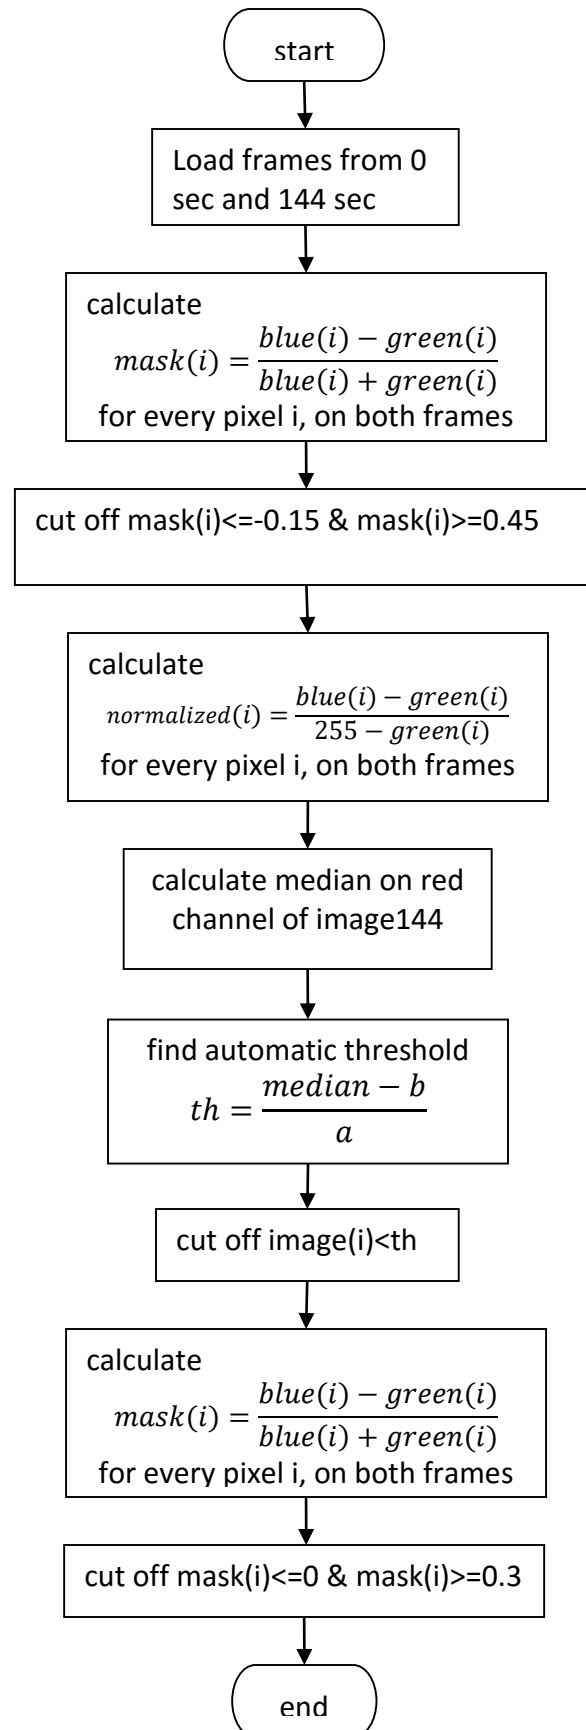 start
Load frames from 0
sec and 144 sec
calculate
mask(i) = \frac{blue(i) − green(i)}{blue(i) + green(i)}
for every pixel i, on both frames
cut off mask(i)<=-0.15 & mask(i)>=0.45
calculate
normalized(i) = \frac{blue(i) − green(i)}{255 − green(i)}
for every pixel i, on both frames
calculate median on red
channel of image144
find automatic threshold
th = \frac{median − b}{a}
cut off image(i)<th
calculate
mask(i) = \frac{blue(i) − green(i)}{blue(i) + green(i)}
for every pixel i, on both frames
cut off mask(i)<=0 & mask(i)>=0.3
end